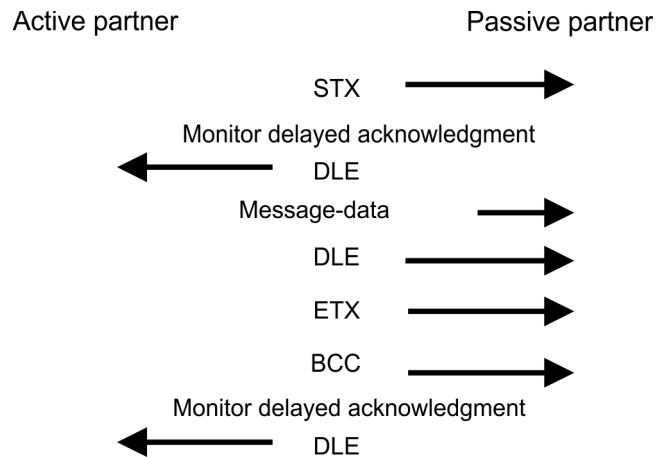 Active partner
Passive partner
STX
Monitor delayed acknowledgment
DLE
Message-data
DLE
ETX
BCC
Monitor delayed acknowledgment
DLE